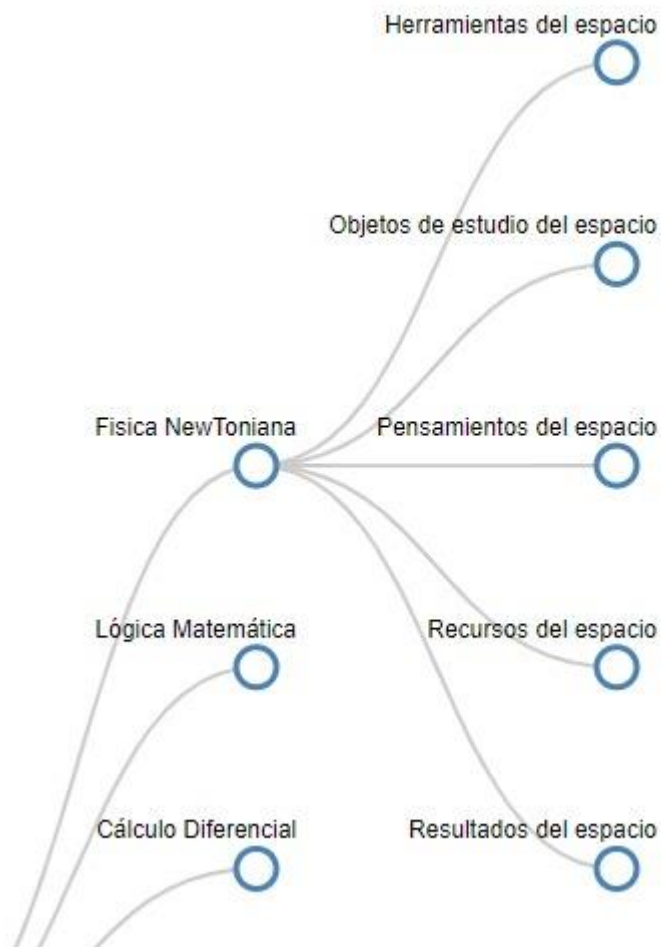 Herramientas del espacio
Objetos de estudio del espacio
Fisica NewToniana
Pensamientos del espacio
Lógica Matemática
Recursos del espacio
Cálculo Diferencial
Resultados del espacio